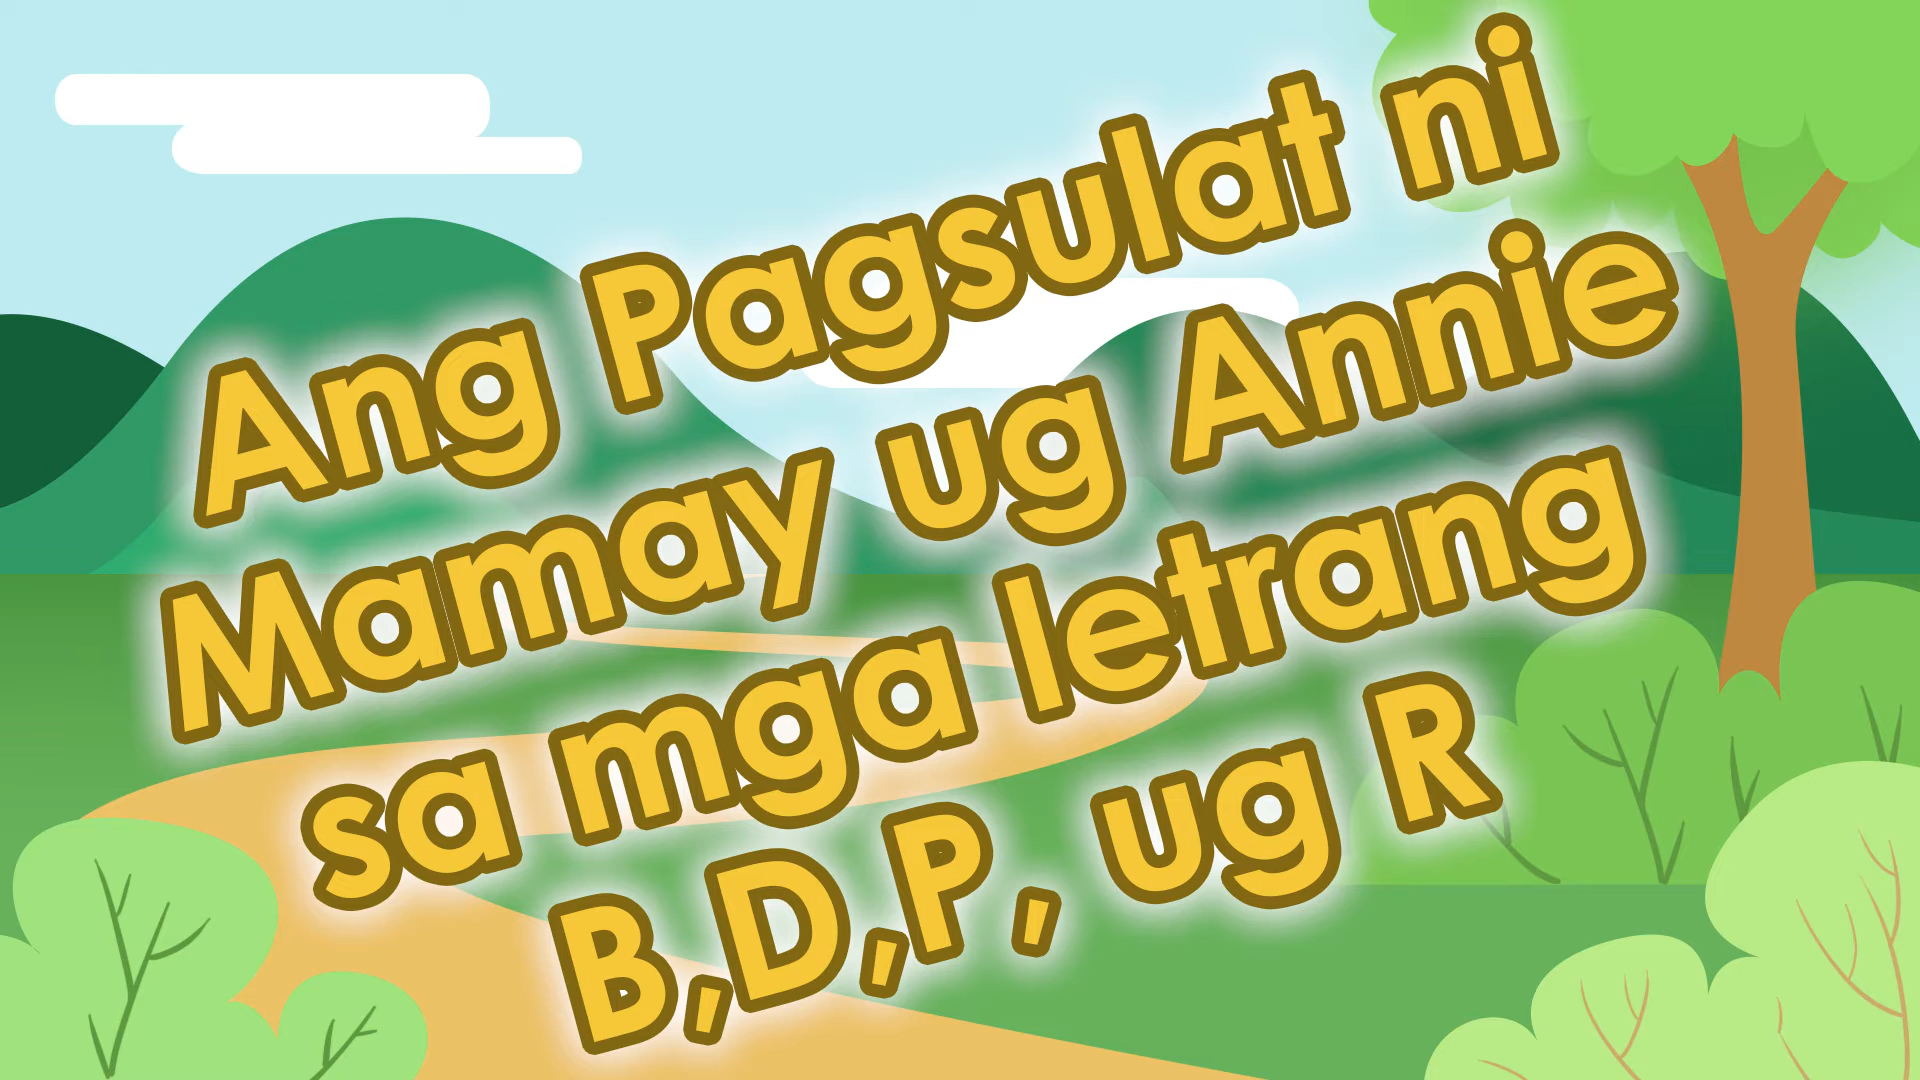 Ang Pagsulat ni
Mamay ug Annie
sa mga letrang
B,D,P, ug R